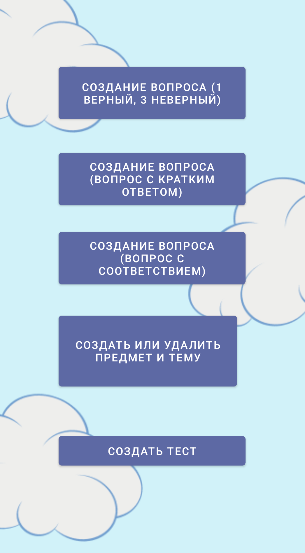 СОЗДАНИЕ ВОПРОСА (1
ВЕРНЫЙ, 3 НЕВЕРНЫЙ)
СОЗДАНИЕ ВОПРОСА
(ВОПРОС С КРАТКИМ
ОТВЕТОМ)
СОЗДАНИЕ ВОПРОСА
(ВОПРОС С
СООТВЕТСТВИЕМ)
СОЗДАТЬ ИЛИ УДАЛИТЬ
ПРЕДМЕТ И ТЕМУ
СОЗДАТЬ ТЕСТ